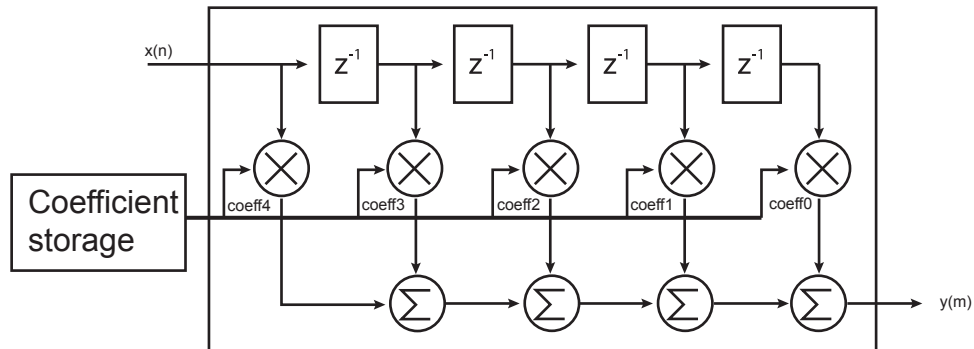 x(n)
z⁻¹ z⁻¹ z⁻¹ z⁻¹
Coefficient
storage
coeff4 coeff3 coeff2 coeff1 coeff0
Σ Σ Σ Σ
y(m)